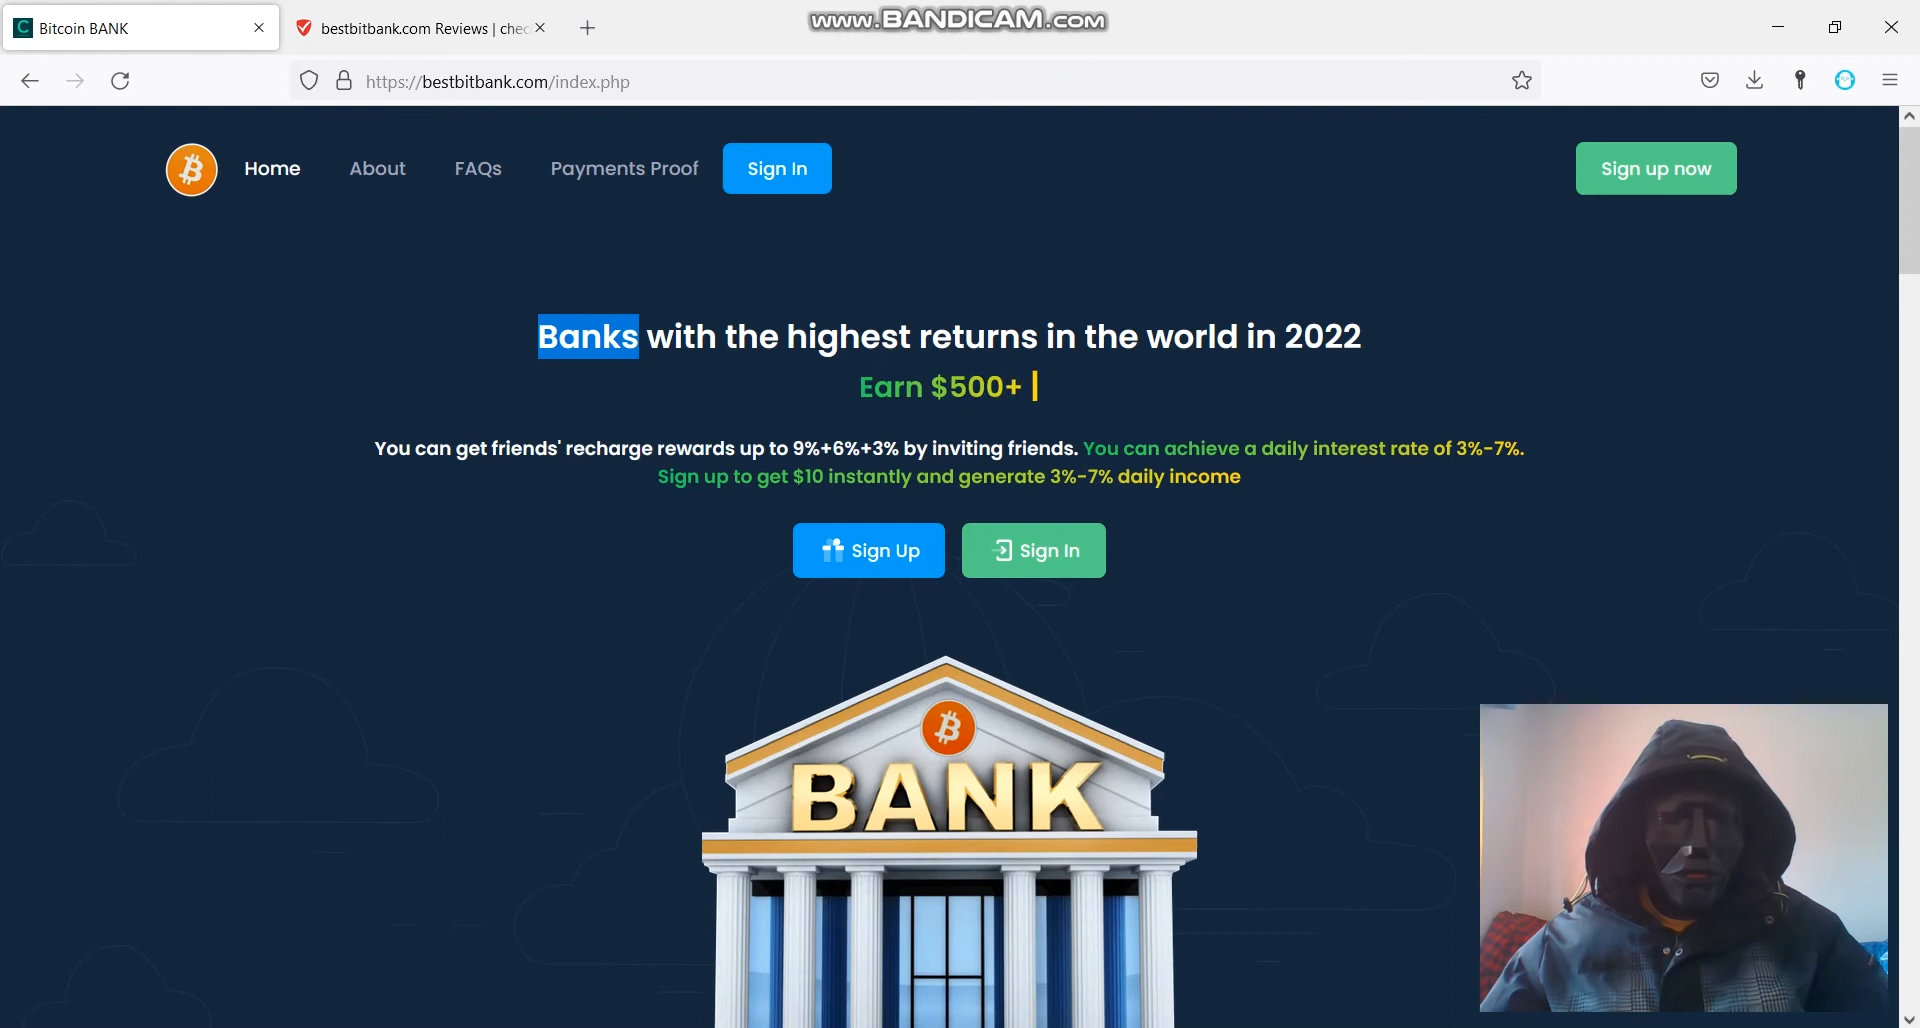 www.BANDICAM.com
Bitcoin BANK
bestbitbank.com Reviews | chec
https://bestbitbank.com/index.php
Home
About
FAQs
Payments Proof
Sign In
Sign up now
Banks with the highest returns in the world in 2022
Earn $500+
You can get friends' recharge rewards up to 9%+6%+3% by inviting friends. You can achieve a daily interest rate of 3%-7%.
Sign up to get $10 instantly and generate 3%-7% daily income
Sign Up
Sign In
BANK